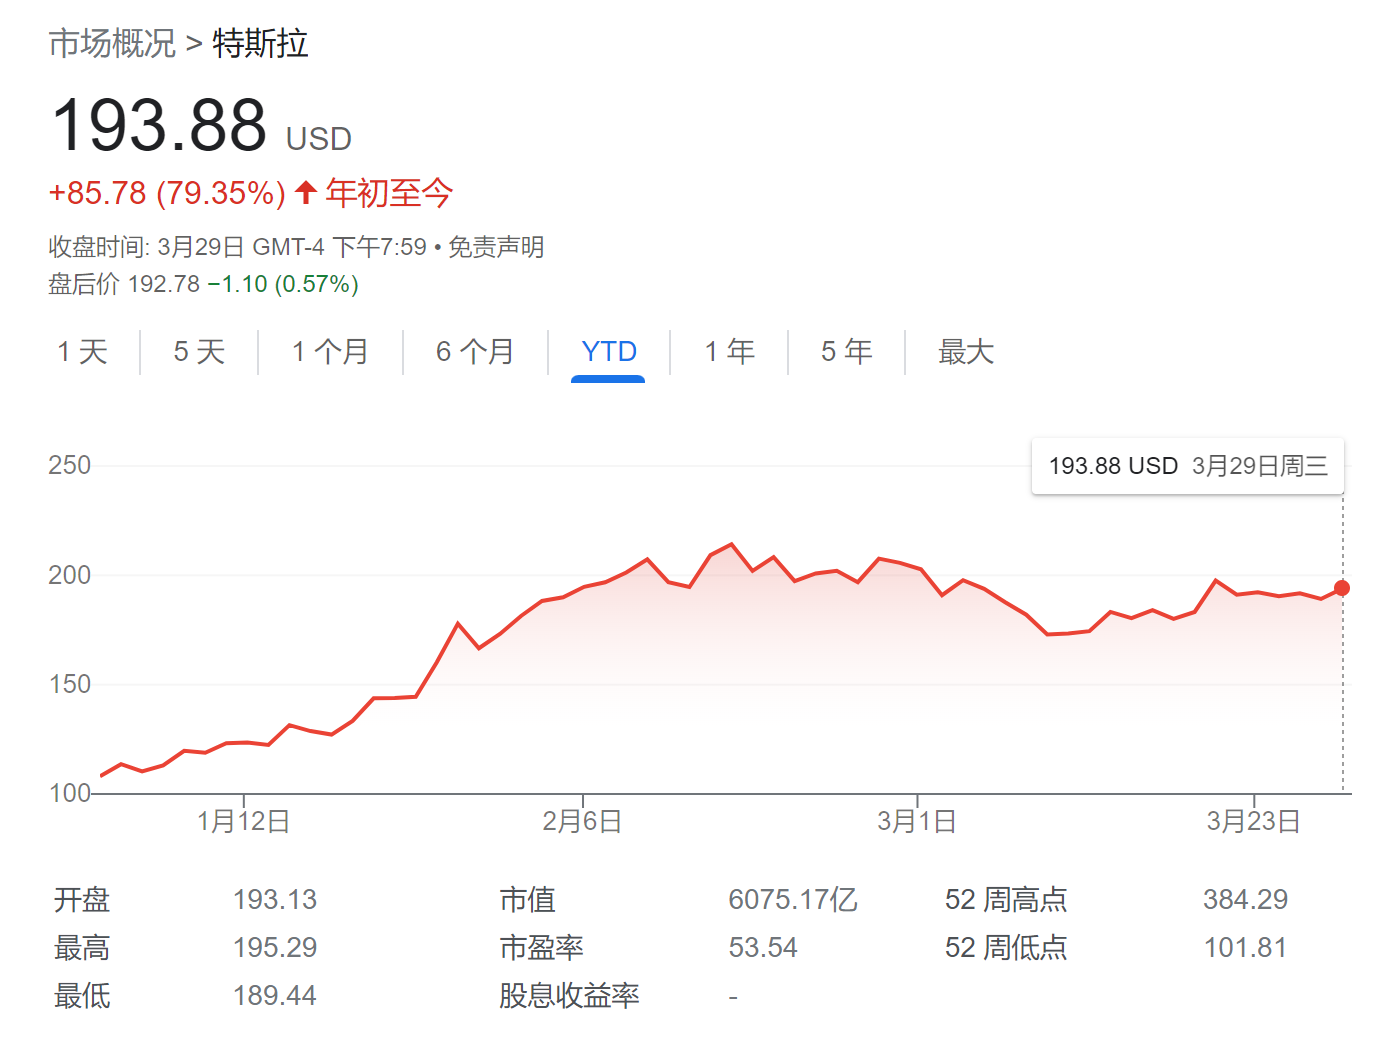 市场概况 > 特斯拉
193.88 USD
+85.78 (79.35%) 年初至今
收盘时间: 3月29日 GMT-4 下午7:59 • 免责声明
盘后价 192.78 −1.10 (0.57%)
1 天 5 天 1 个月 6 个月 YTD 1 年 5 年 最大
193.88 USD 3月29日周三
250
200
150
100
1月12日 2月6日 3月1日 3月23日
开盘 193.13 市值 6075.17亿 52 周高点 384.29
最高 195.29 市盈率 53.54 52 周低点 101.81
最低 189.44 股息收益率 -